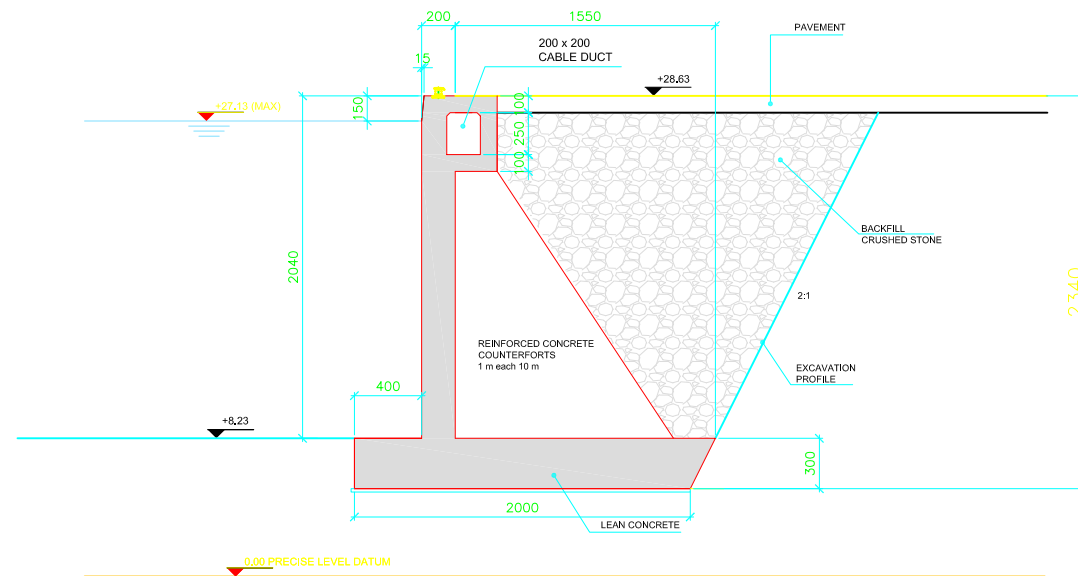 200
1550
PAVEMENT
200 x 200
CABLE DUCT
15
+28.63
+27.13 (MAX)
150
100
250
100
BACKFILL
CRUSHED STONE
2040
2340
2:1
REINFORCED CONCRETE
COUNTERFORTS
1 m each 10 m
EXCAVATION
PROFILE
400
+8.23
300
2000
LEAN CONCRETE
0.00 PRECISE LEVEL DATUM